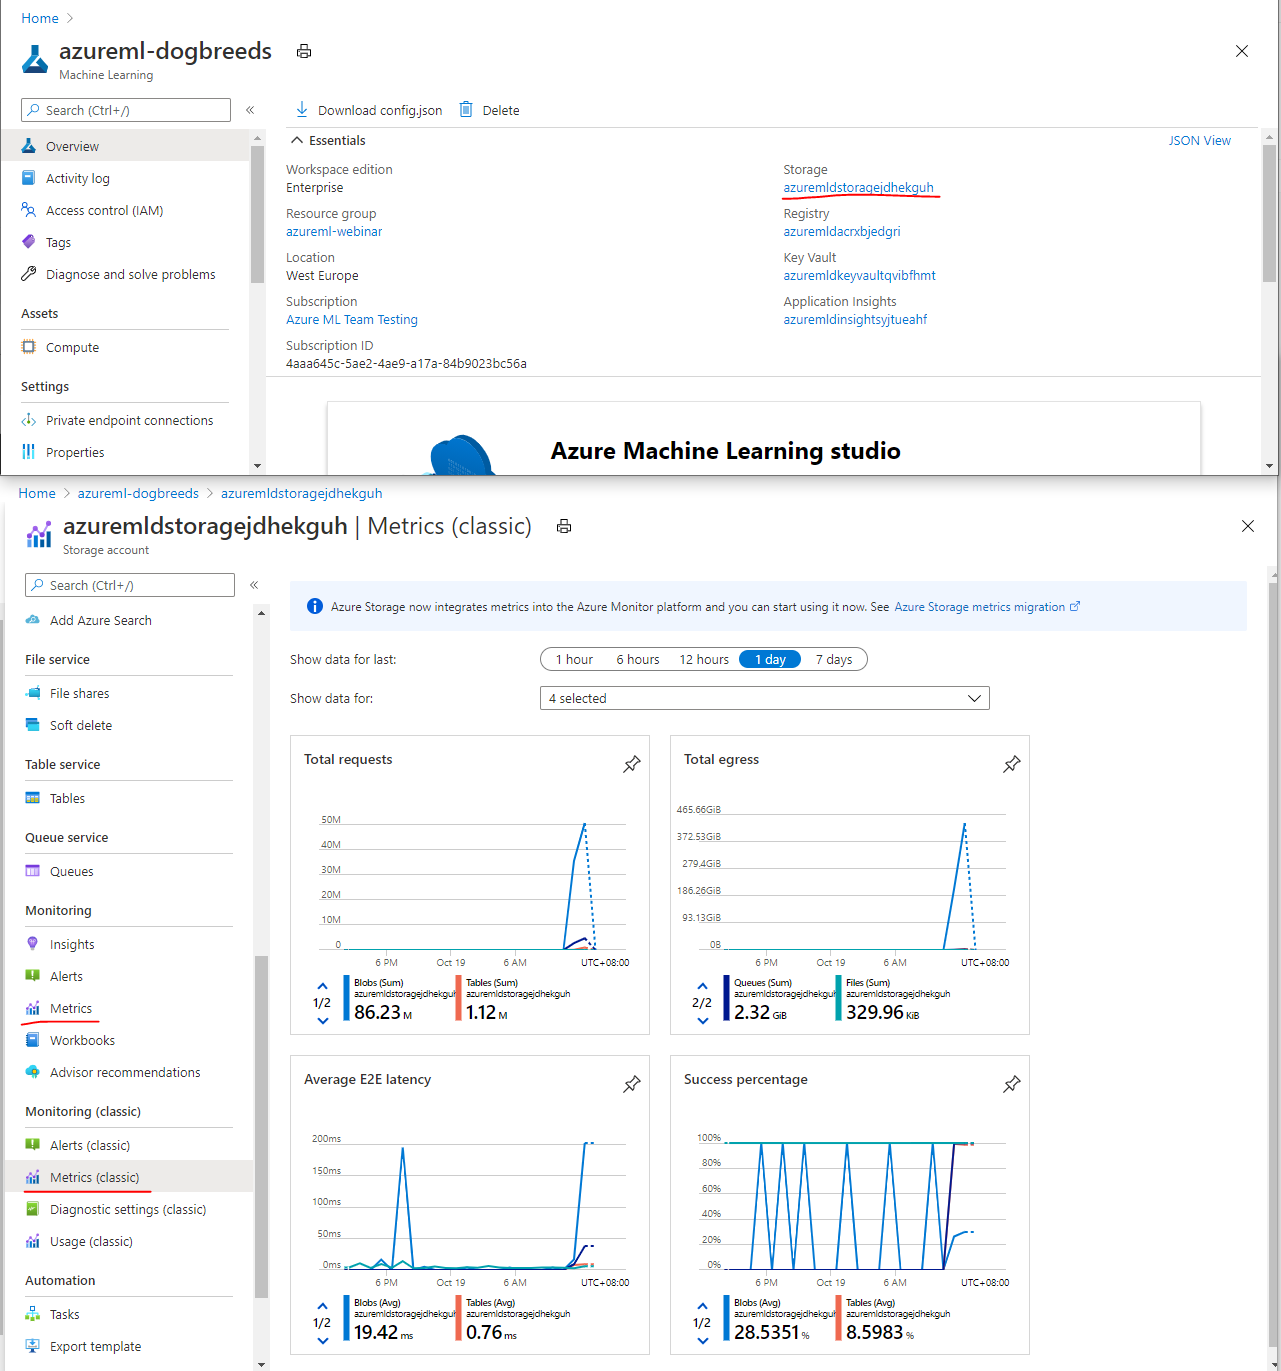 Home
azureml-dogbreeds
Machine Learning
Search (Ctrl+/)
«
Download config.json
Delete
Overview
Activity log
Access control (IAM)
Tags
Diagnose and solve problems
Assets
Compute
Settings
Private endpoint connections
Properties
Essentials
JSON View
Workspace edition
Enterprise
Resource group
azureml-webinar
Location
West Europe
Subscription
Azure ML Team Testing
Subscription ID
4aaa645c-5ae2-4ae9-a17a-84b9023bc56a
Storage
azuremldstoragejdhekguh
Registry
azuremldacrxbjedgri
Key Vault
azuremldkeyvaultqvibfhmt
Application Insights
azuremldinsightsyjtueahf
Azure Machine Learning studio
Home > azureml-dogbreeds > azuremldstoragejdhekguh
azuremldstoragejdhekguh | Metrics (classic)
Storage account
Search (Ctrl+/)
«
Add Azure Search
File service
File shares
Soft delete
Table service
Tables
Queue service
Queues
Monitoring
Insights
Alerts
Metrics
Workbooks
Advisor recommendations
Monitoring (classic)
Alerts (classic)
Metrics (classic)
Diagnostic settings (classic)
Usage (classic)
Automation
Tasks
Export template
Azure Storage now integrates metrics into the Azure Monitor platform and you can start using it now. See Azure Storage metrics migration
Show data for last:
1 hour 6 hours 12 hours 1 day 7 days
Show data for:
4 selected
Total requests
50M
40M
30M
20M
10M
0
6 PM Oct 19 6 AM UTC+08:00
1/2
Blobs (Sum)
azuremldstoragejdhekguh
86.23 M
Tables (Sum)
azuremldstoragejdhekguh
1.12 M
Total egress
465.66GiB
372.53GiB
279.4GiB
186.26GiB
93.13GiB
0B
6 PM Oct 19 6 AM UTC+08:00
2/2
Queues (Sum)
azuremldstoragejdhekguh
2.32 GiB
Files (Sum)
azuremldstoragejdhekguh
329.96 KiB
Average E2E latency
200ms
150ms
100ms
50ms
0ms
6 PM Oct 19 6 AM UTC+08:00
1/2
Blobs (Avg)
azuremldstoragejdhekguh
19.42 ms
Tables (Avg)
azuremldstoragejdhekguh
0.76 ms
Success percentage
100%
80%
60%
40%
20%
0%
6 PM Oct 19 6 AM UTC+08:00
1/2
Blobs (Avg)
azuremldstoragejdhekguh
28.5351 %
Tables (Avg)
azuremldstoragejdhekguh
8.5983 %